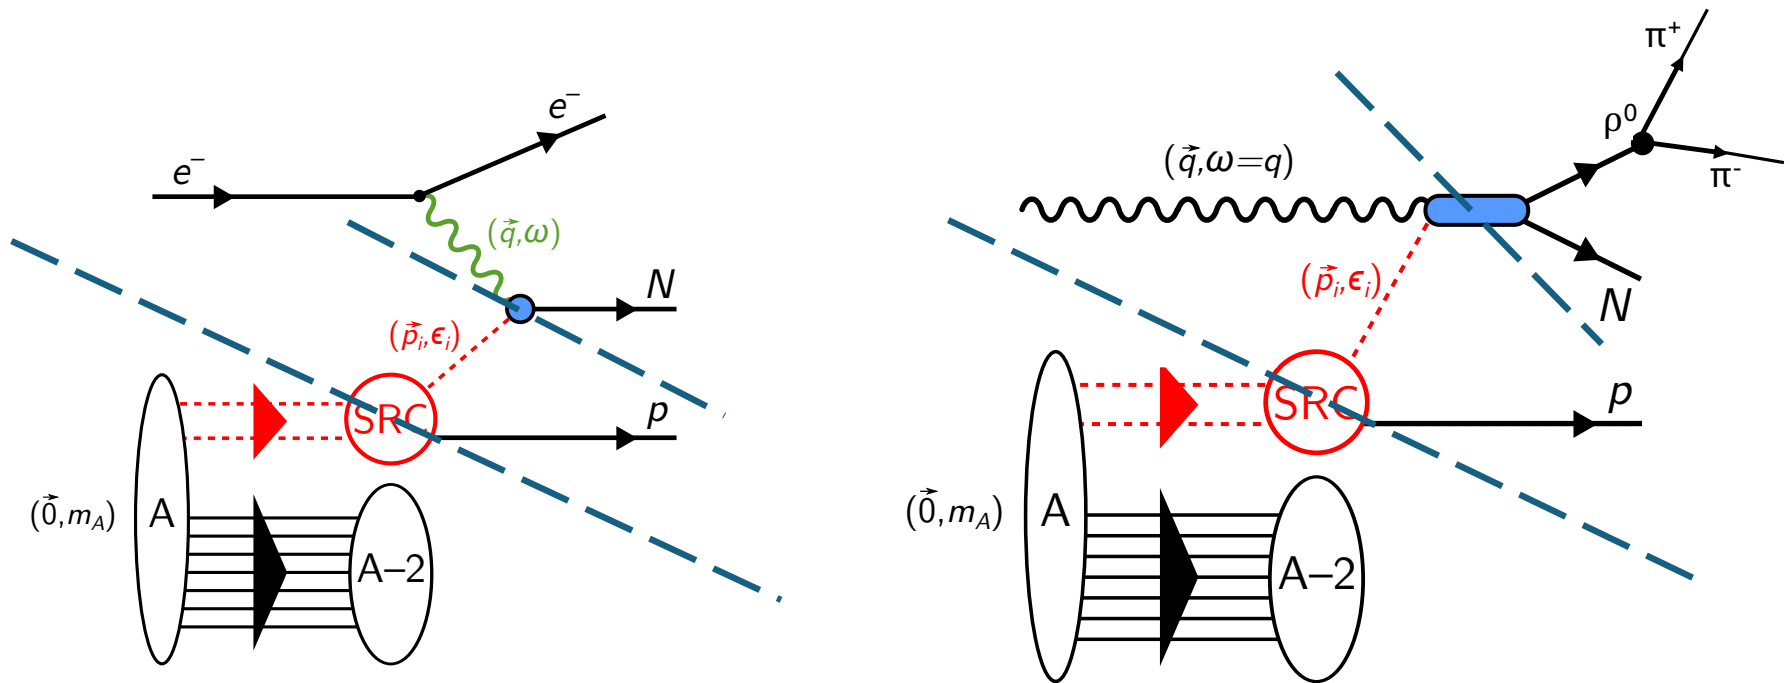 e⁻
e⁻
(q⃗,ω)
N
(p⃗ᵢ,ϵᵢ)
SRC
p
(0⃗,m_A)
A
A−2
π⁺
ρ⁰
π⁻
(q⃗,ω=q)
(p⃗ᵢ,ϵᵢ)
N
SRC
p
(0⃗,m_A)
A
A−2